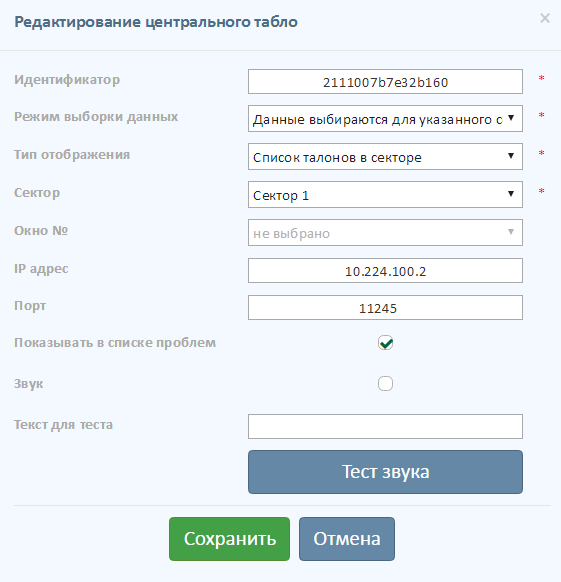 Редактирование центрального табло ×
Идентификатор 2111007b7e32b160 *
Режим выборки данных Данные выбираются для указанного с *
Тип отображения Список талонов в секторе *
Сектор Сектор 1 *
Окно № не выбрано
IP адрес 10.224.100.2
Порт 11245
Показывать в списке проблем
Звук
Текст для теста
Тест звука
Сохранить Отмена